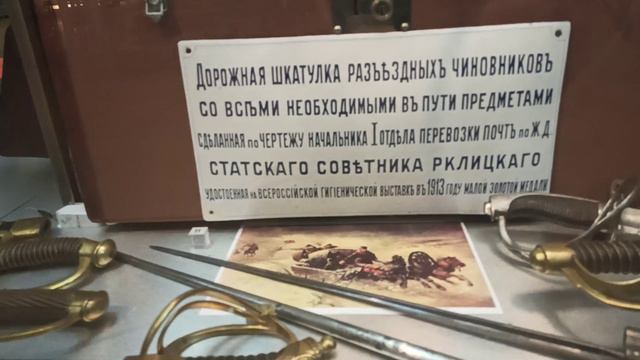 ДОРОЖНАЯ ШКАТУЛКА РАЗЪѢЗДНЫХЪ ЧИНОВНИКОВЪ
СО ВСѢМИ НЕОБХОДИМЫМИ ВЪ ПУТИ ПРЕДМЕТАМИ
СДѢЛАННАЯ по ЧЕРТЕЖУ НАЧАЛЬНИКА I ОТДѢЛА ПЕРЕВОЗКИ ПОЧТЪ по Ж.Д.
СТАТСКАГО СОВѢТНИКА РКЛИЦКАГО
УДОСТОЕННАЯ НА ВСЕРОССІЙСКОЙ ГИГІЕНИЧЕСКОЙ ВЫСТАВКѢ ВЪ 1913 ГОДУ МАЛОЙ ЗОЛОТОЙ МЕДАЛИ